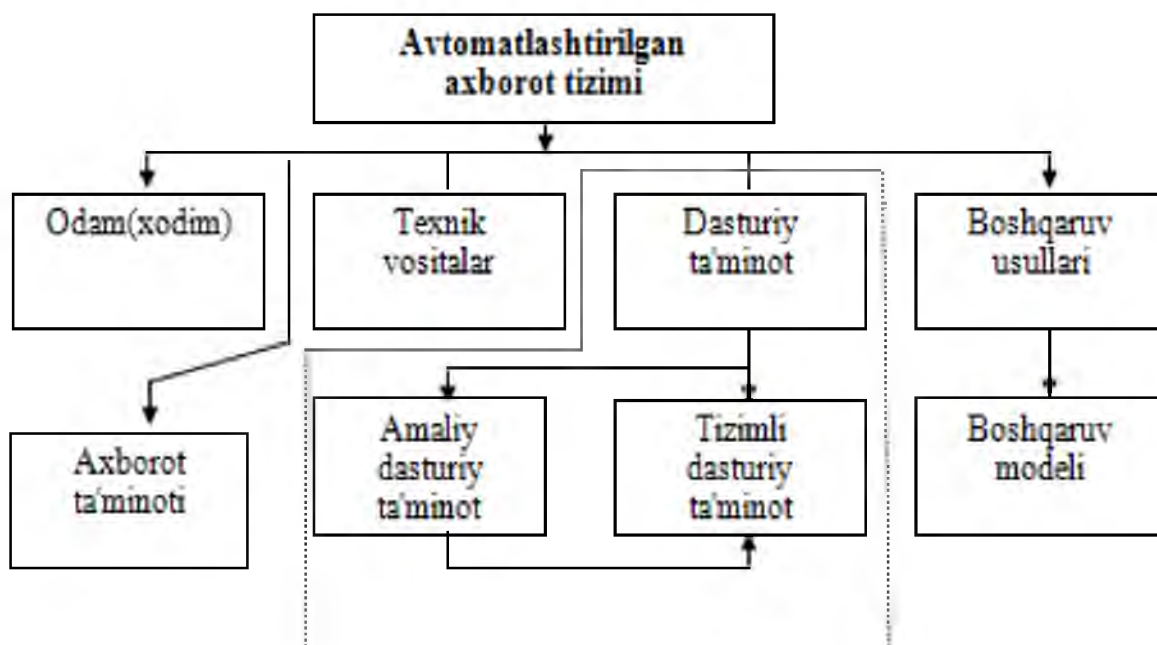 Avtomatlashtirilgan
axborot tizimi
Odam(xodim)
Texnik
vositalar
Dasturiy
ta'minot
Boshqaruv
usullari
Axborot
ta'minoti
Amaliy
dasturiy
ta'minot
Tizimli
dasturiy
ta'minot
Boshqaruv
modeli